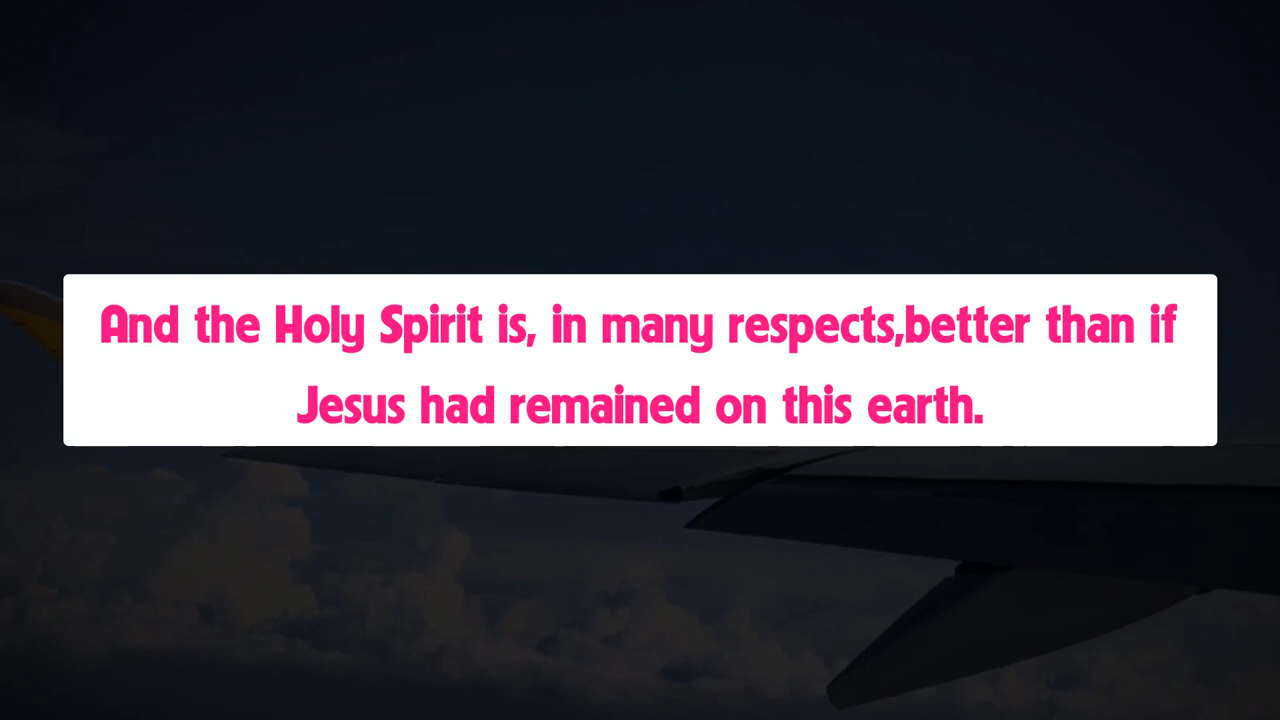 And the Holy Spirit is, in many respects,better than if
Jesus had remained on this earth.